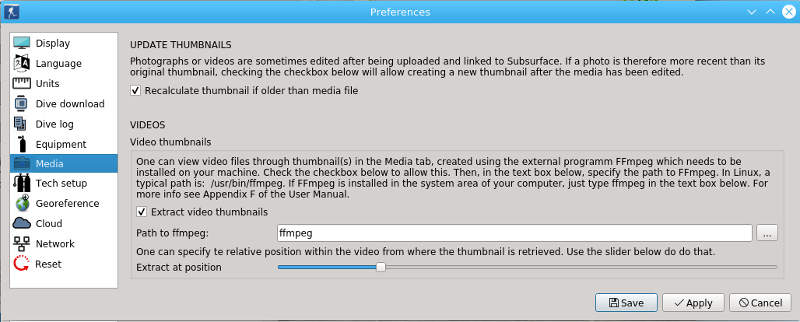 Preferences
Display
Language
Units
Dive download
Dive log
Equipment
Media
Tech setup
Georeference
Cloud
Network
Reset
UPDATE THUMBNAILS
Photographs or videos are sometimes edited after being uploaded and linked to Subsurface. If a photo is therefore more recent than its
original thumbnail, checking the checkbox below will allow creating a new thumbnail after the media has been edited.
Recalculate thumbnail if older than media file
VIDEOS
Video thumbnails
One can view video files through thumbnail(s) in the Media tab, created using the external programm FFmpeg which needs to be
installed on your machine. Check the checkbox below to allow this. Then, in the text box below, specify the path to FFmpeg. In Linux, a
typical path is: /usr/bin/ffmpeg. If FFmpeg is installed in the system area of your computer, just type ffmpeg in the text box below. For
more info see Appendix F of the User Manual.
Extract video thumbnails
Path to ffmpeg: ffmpeg ...
One can specify te relative position within the video from where the thumbnail is retrieved. Use the slider below do do that.
Extract at position
Save Apply Cancel